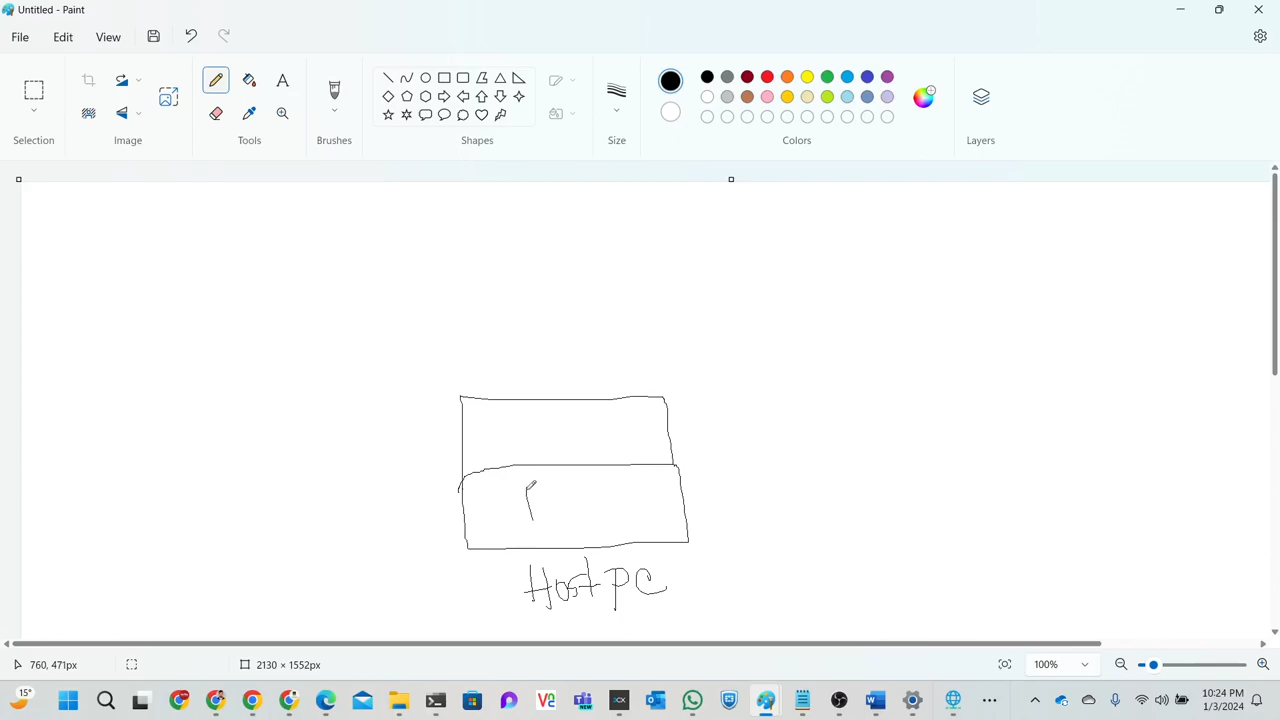 Untitled - Paint
File Edit View
Selection Image Tools Brushes Shapes Size Colors Layers
Host PC
760, 471px 2130 × 1552px 100%
15° 10:24 PM
1/3/2024